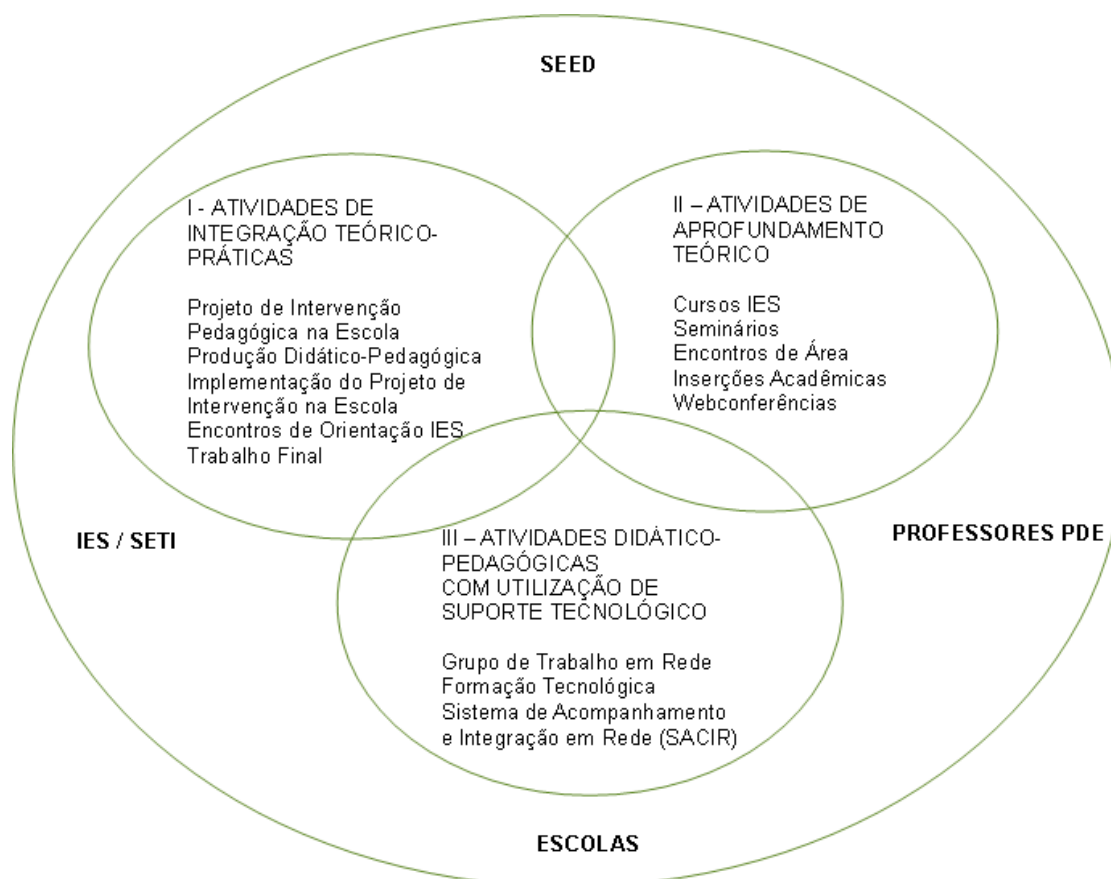 SEED
I - ATIVIDADES DE
INTEGRAÇÃO TEÓRICO-
PRÁTICAS
Projeto de Intervenção
Pedagógica na Escola
Produção Didático-Pedagógica
Implementação do Projeto de
Intervenção na Escola
Encontros de Orientação IES
Trabalho Final
II – ATIVIDADES DE
APROFUNDAMENTO
TEÓRICO
Cursos IES
Seminários
Encontros de Área
Inserções Acadêmicas
Webconferências
IES / SETI
PROFESSORES PDE
III – ATIVIDADES DIDÁTICO-
PEDAGÓGICAS
COM UTILIZAÇÃO DE
SUPORTE TECNOLÓGICO
Grupo de Trabalho em Rede
Formação Tecnológica
Sistema de Acompanhamento
e Integração em Rede (SACIR)
ESCOLAS